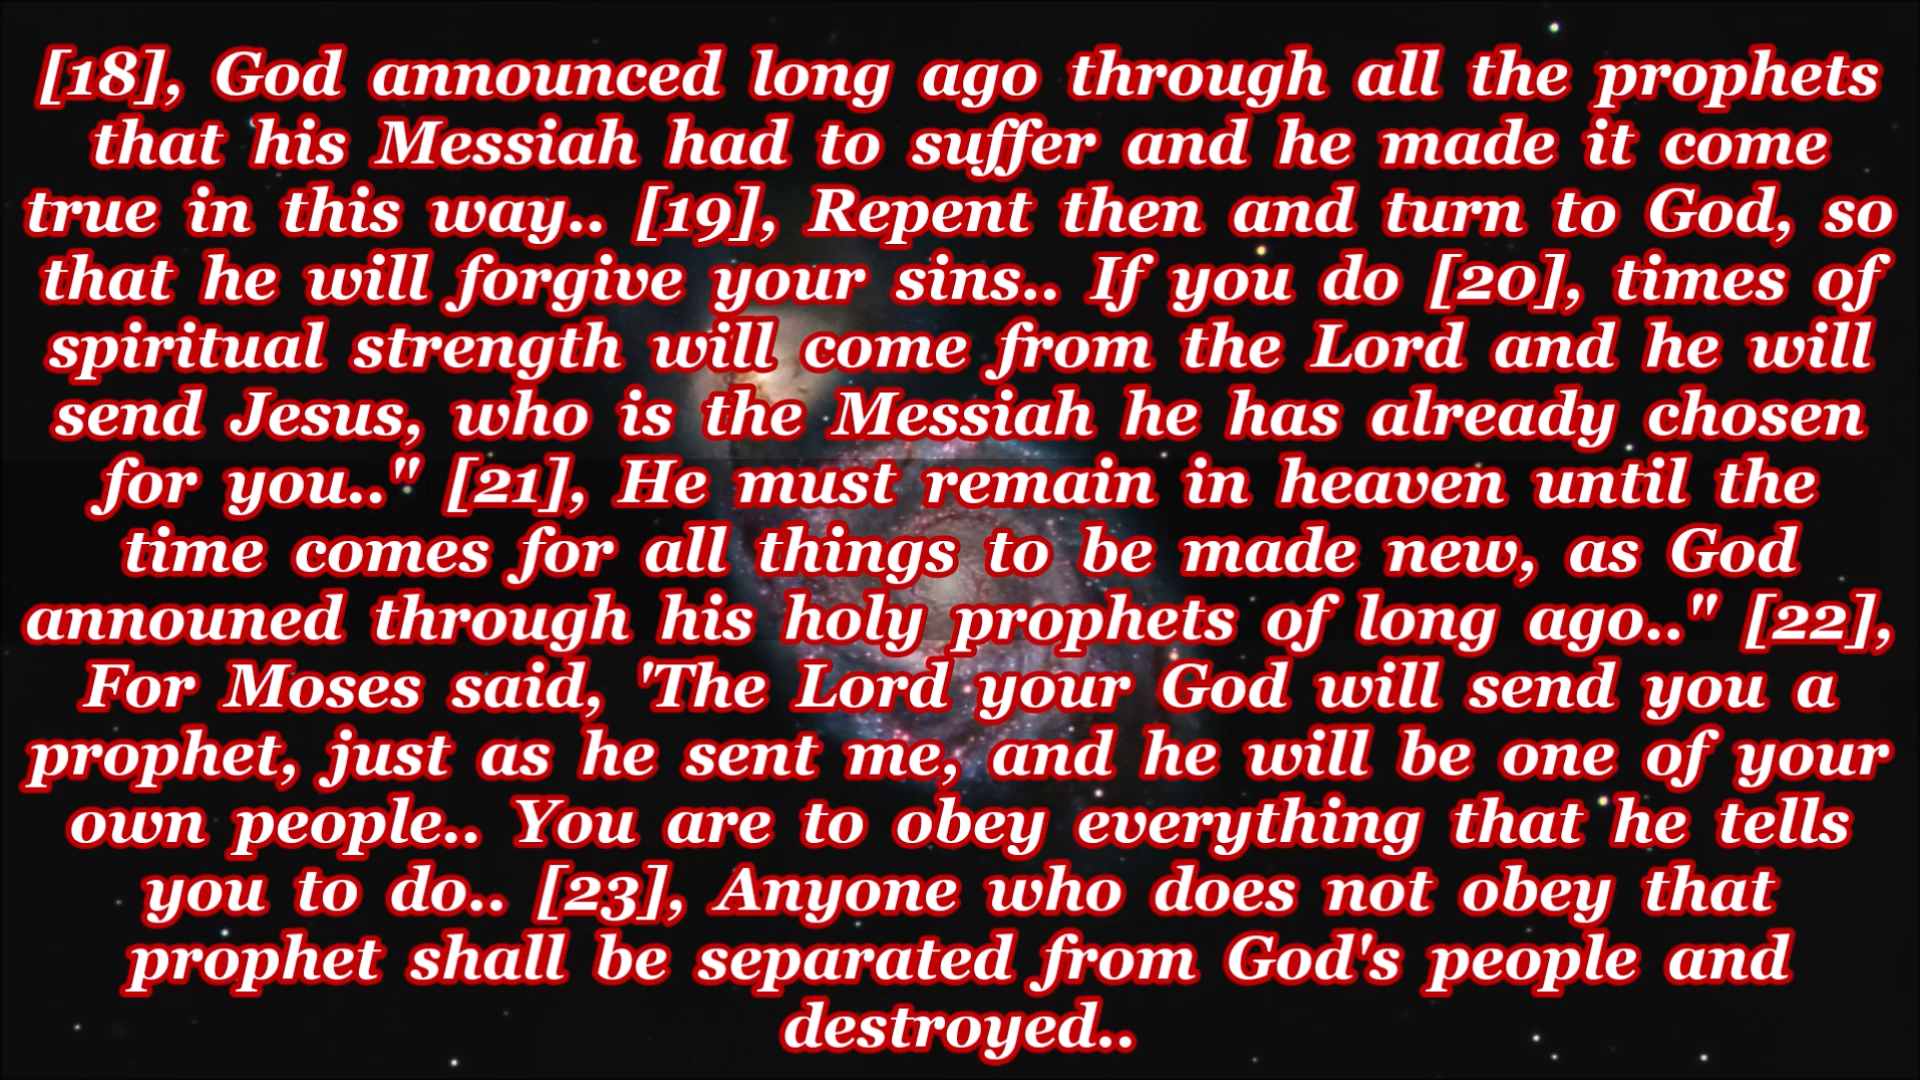 [18], God announced long ago through all the prophets
that his Messiah had to suffer and he made it come
true in this way.. [19], Repent then and turn to God, so
that he will forgive your sins.. If you do [20], times of
spiritual strength will come from the Lord and he will
send Jesus, who is the Messiah he has already chosen
for you.." [21], He must remain in heaven until the
time comes for all things to be made new, as God
announed through his holy prophets of long ago.." [22],
For Moses said, 'The Lord your God will send you a
prophet, just as he sent me, and he will be one of your
own people.. You are to obey everything that he tells
you to do.. [23], Anyone who does not obey that
prophet shall be separated from God's people and
destroyed..